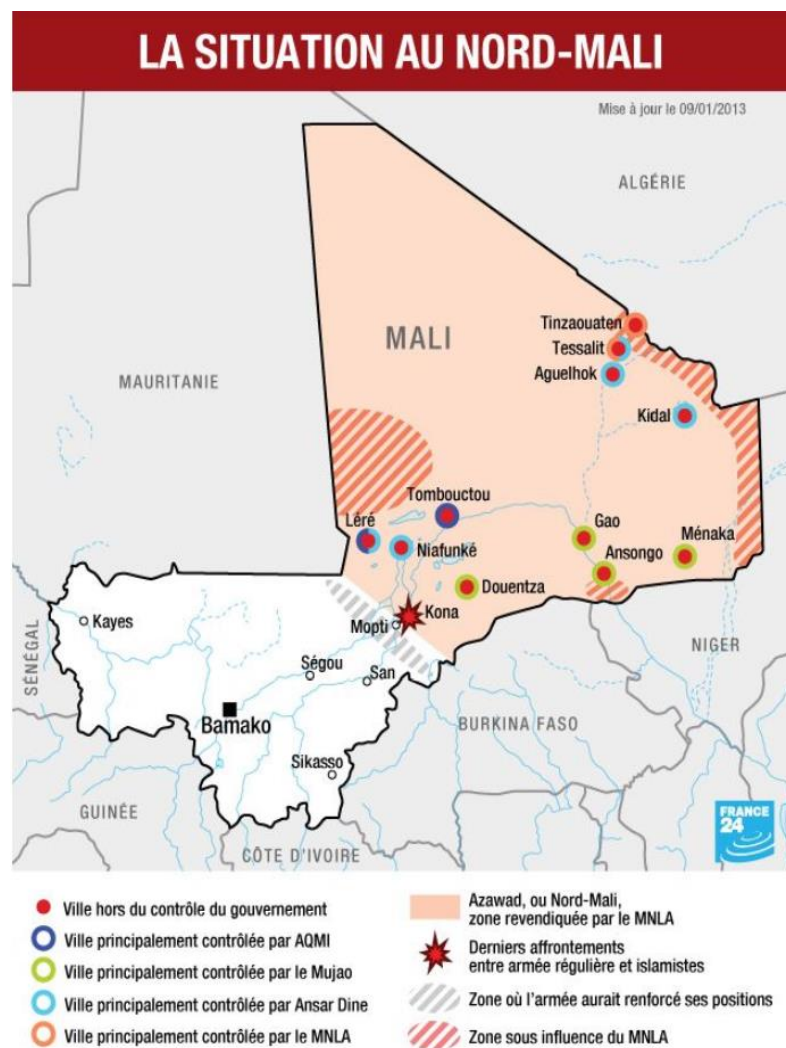 LA SITUATION AU NORD-MALI
Mise à jour le 09/01/2013
ALGÉRIE
Tinzaouaten
MALI
Tessalit
Aguelhok
MAURITANIE
Kidal
Tombouctou
Léré
Gao
Ménaka
Niafunké
Ansongo
Douentza
Kona
Kayes
Mopti
SÉNÉGAL
NIGER
Ségou
San
Bamako
BURKINA FASO
Sikasso
GUINÉE
FRANCE
24
CÔTE D'IVOIRE
Ville hors du contrôle du gouvernement
Ville principalement contrôlée par AQMI
Ville principalement contrôlée par le Mujao
Ville principalement contrôlée par Ansar Dine
Ville principalement contrôlée par le MNLA
Azawad, ou Nord-Mali,
zone revendiquée par le MNLA
Derniers affrontements
entre armée régulière et islamistes
Zone où l'armée aurait renforcé ses positions
Zone sous influence du MNLA